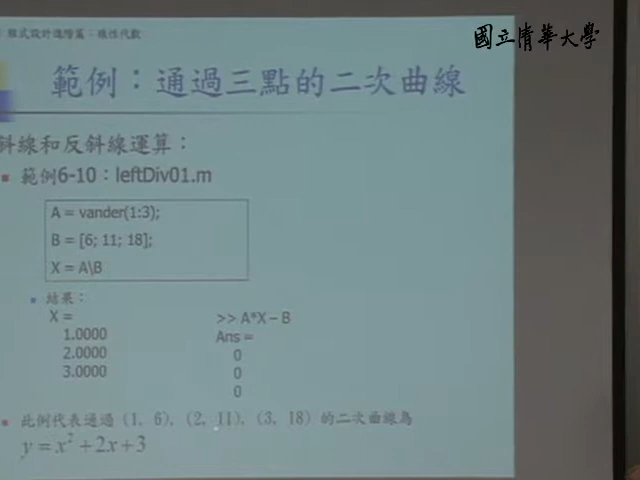 程式設計進階篇：線性代數
國立清華大學
範例：通過三點的二次曲線
斜線和反斜線運算：
範例6-10：leftDiv01.m
A = vander(1:3);
B = [6; 11; 18];
X = A\B
結果：
X =
1.0000
2.0000
3.0000
>> A*X – B
Ans =
0
0
0
此例代表通過 (1, 6), (2, 11), (3, 18) 的二次曲線為
y = x² + 2x + 3